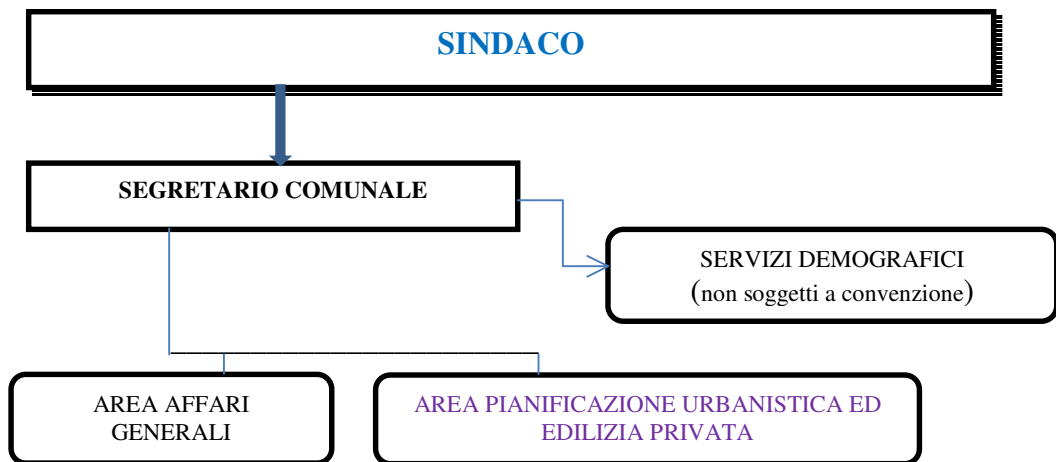 SINDACO
SEGRETARIO COMUNALE
SERVIZI DEMOGRAFICI
(non soggetti a convenzione)
AREA AFFARI
GENERALI
AREA PIANIFICAZIONE URBANISTICA ED
EDILIZIA PRIVATA